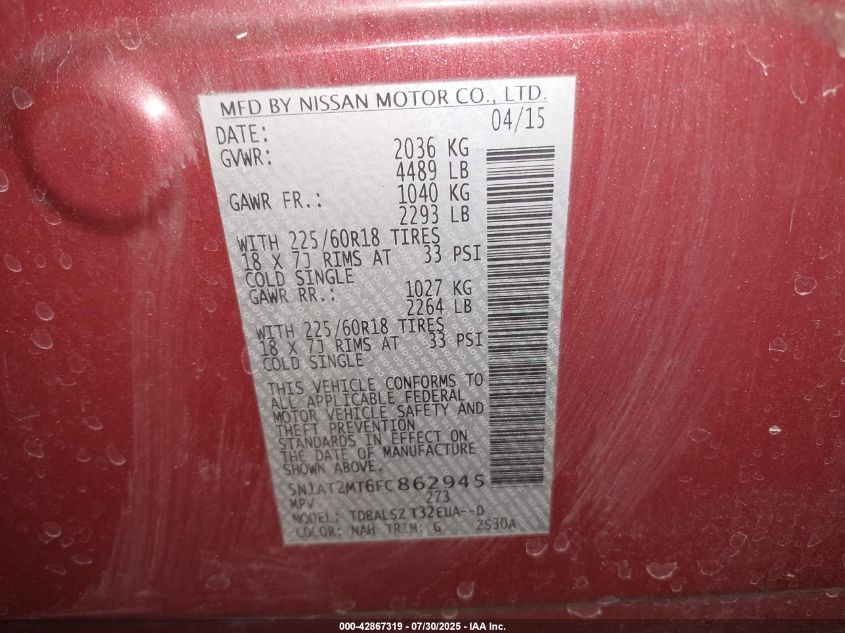 MFD BY NISSAN MOTOR CO., LTD.
DATE: 04/15
GVWR: 2036 KG
4489 LB
GAWR FR.: 1040 KG
2293 LB
WITH 225/60R18 TIRES
18 X 7J RIMS AT 33 PSI
COLD SINGLE
GAWR RR.: 1027 KG
2264 LB
WITH 225/60R18 TIRES
18 X 7J RIMS AT 33 PSI
COLD SINGLE
THIS VEHICLE CONFORMS TO
ALL APPLICABLE FEDERAL
MOTOR VEHICLE SAFETY AND
THEFT PREVENTION
STANDARDS IN EFFECT ON
THE DATE OF MANUFACTURE
SHOWN ABOVE.
5N1AT2MT6FC862945
MPV 273
MODEL: TDBALSZ T32EUA--D
COLOR: NAH TRIM: G 2S30A
000-42867319 - 07/30/2025 - IAA Inc.